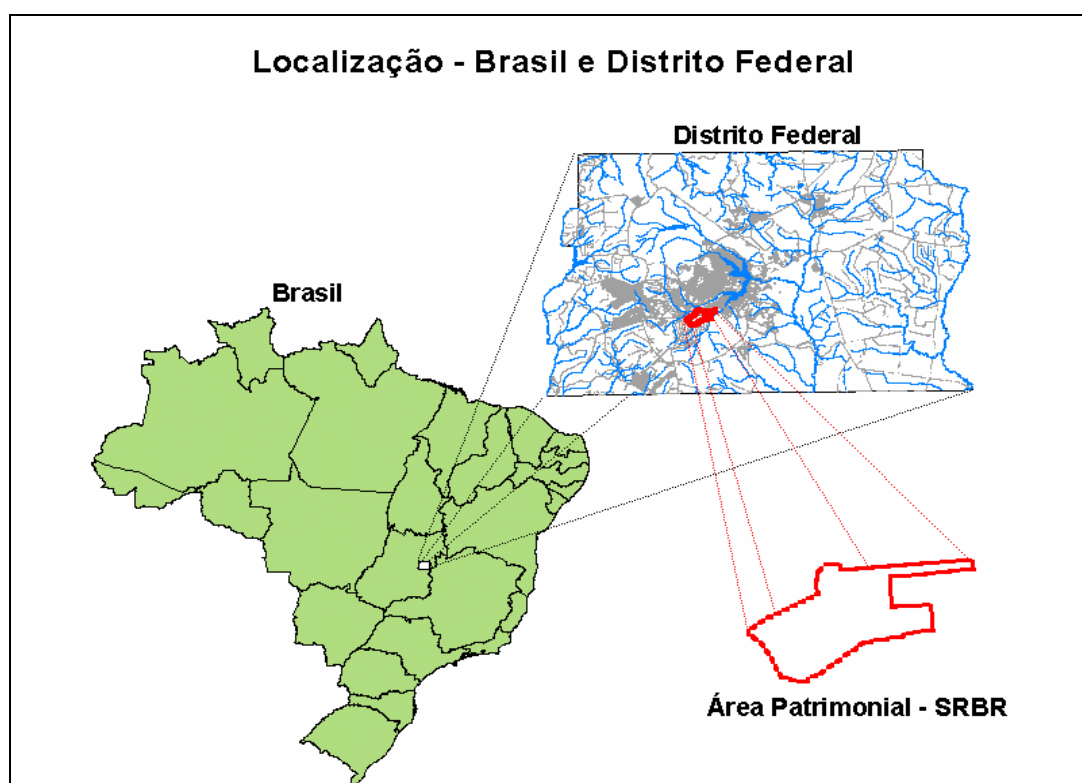 Localização - Brasil e Distrito Federal
Distrito Federal
Brasil
Área Patrimonial - SRBR